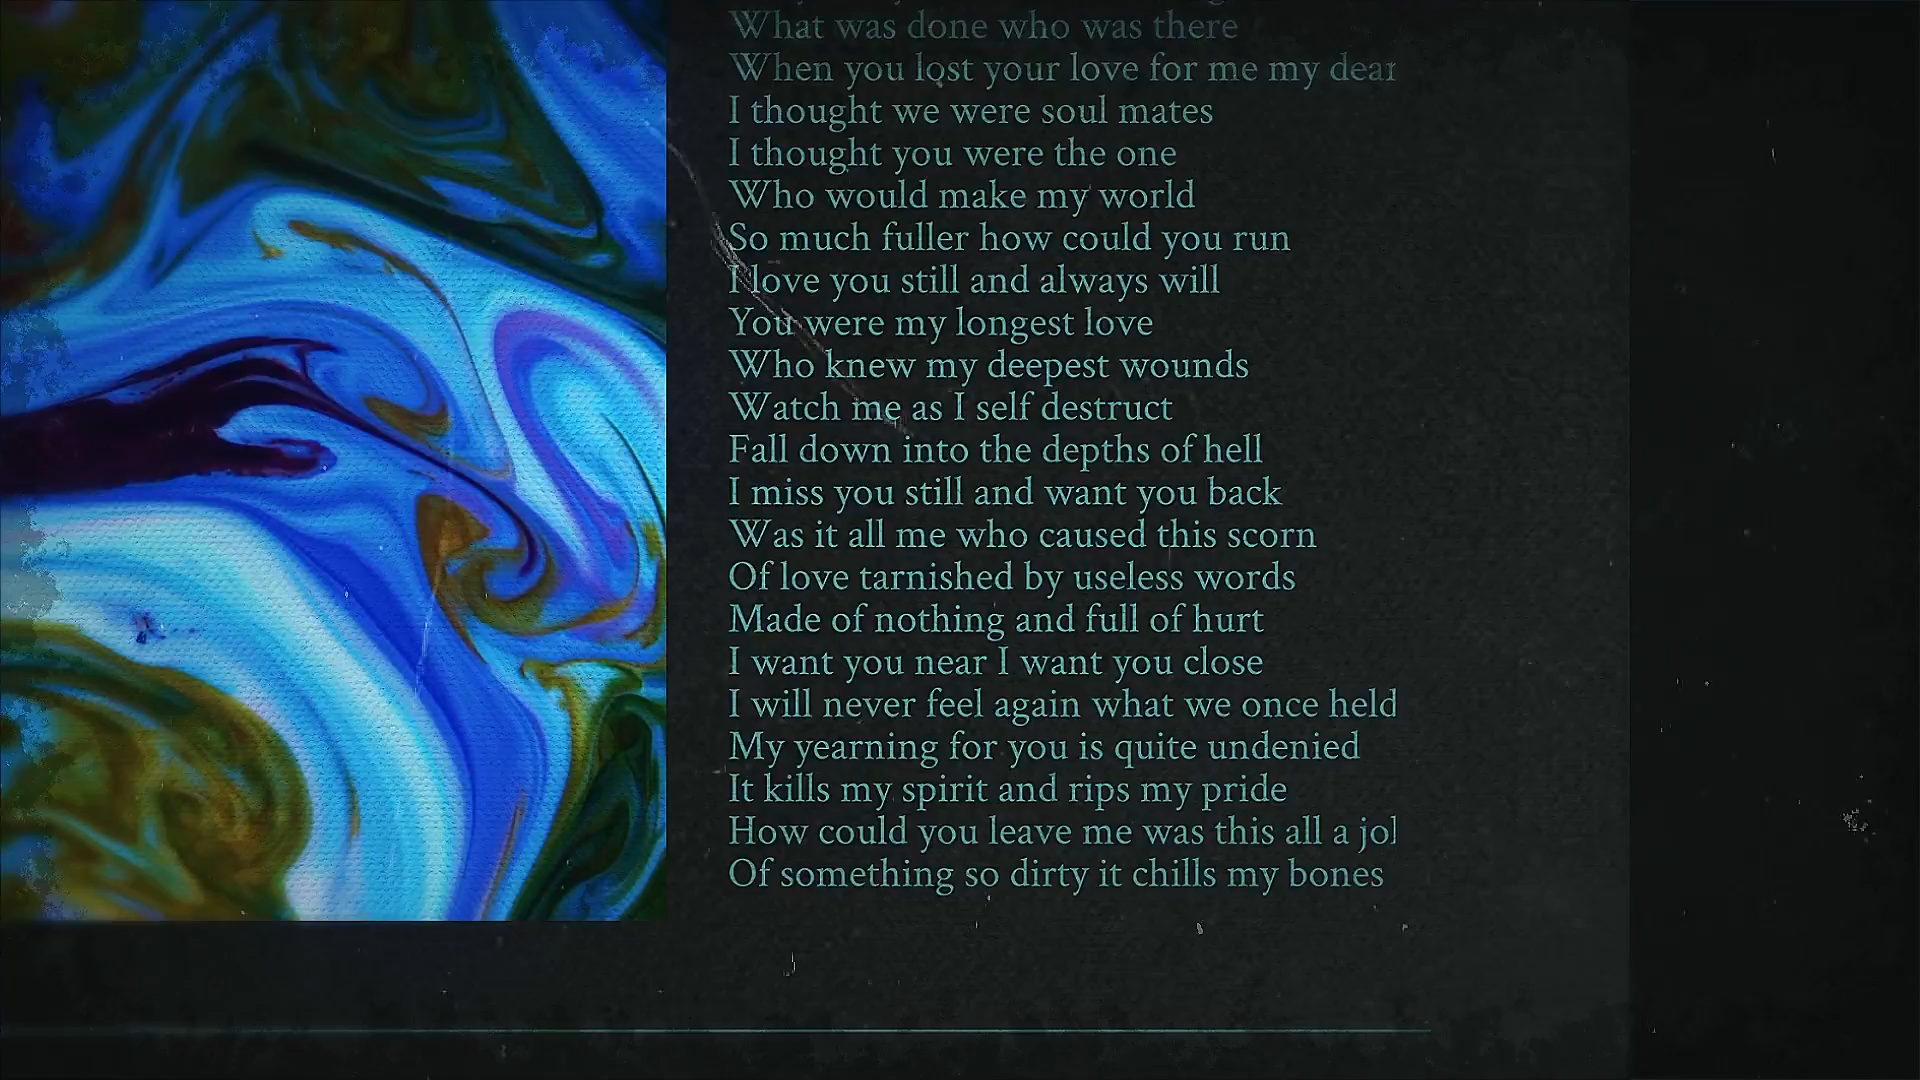 What was done who was there
When you lost your love for me my dear
I thought we were soul mates
I thought you were the one
Who would make my world
So much fuller how could you run
I love you still and always will
You were my longest love
Who knew my deepest wounds
Watch me as I self destruct
Fall down into the depths of hell
I miss you still and want you back
Was it all me who caused this scorn
Of love tarnished by useless words
Made of nothing and full of hurt
I want you near I want you close
I will never feel again what we once held
My yearning for you is quite undenied
It kills my spirit and rips my pride
How could you leave me was this all a
Of something so dirty it chills my bones